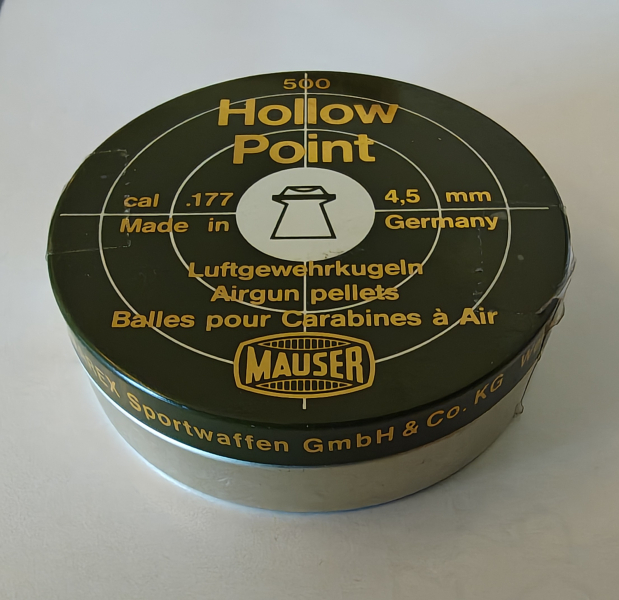 500
Hollow
Point
cal .177 4,5 mm
Made in Germany
Luftgewehrkugeln
Airgun pellets
Balles pour Carabines à Air
MAUSER
Sportwaffen GmbH & Co. KG